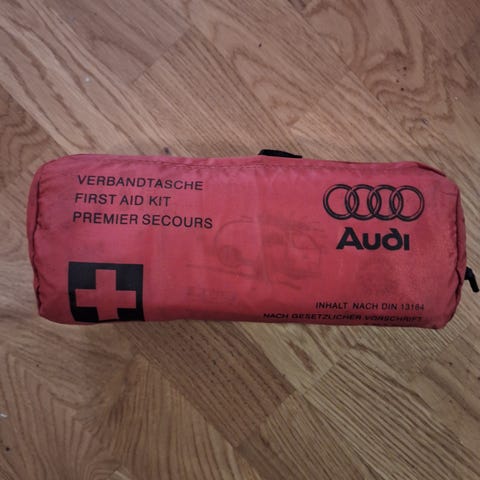 VERBANDTASCHE
FIRST AID KIT
PREMIER SECOURS
Audi
INHALT NACH DIN 13164
NACH GESETZLICHER VORSCHRIFT